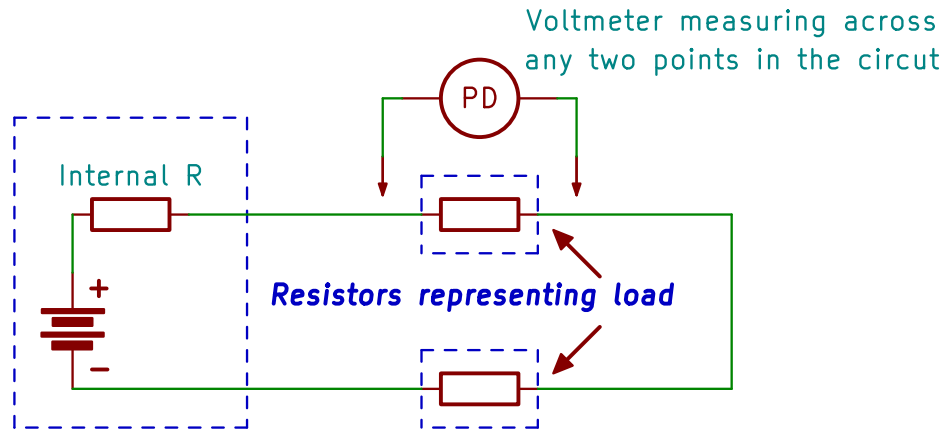 Voltmeter measuring across
any two points in the circut
PD
Internal R
+
Resistors representing load
−